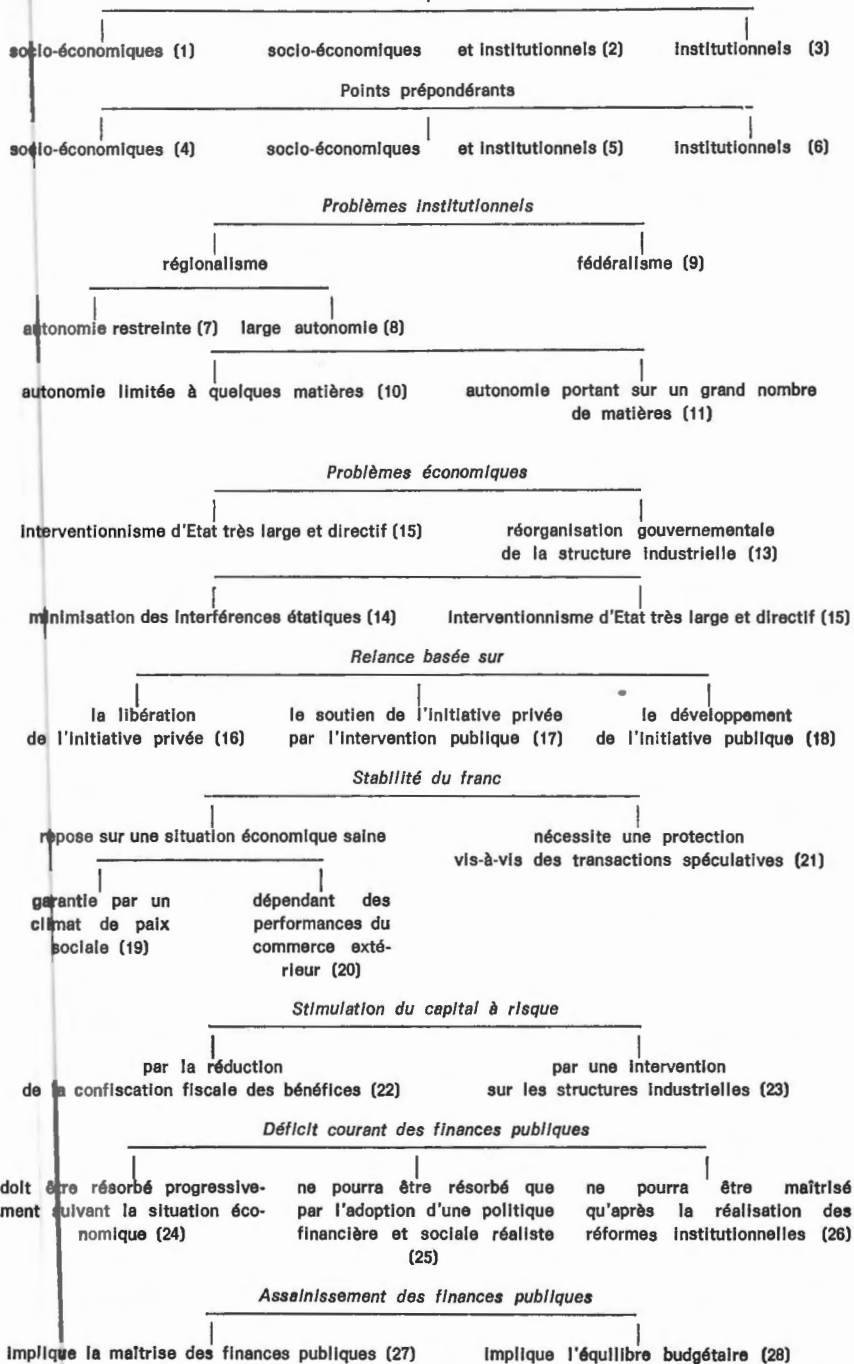 socio-économiques (1) socio-économiques et institutionnels (2) institutionnels (3)
Points prépondérants
socio-économiques (4) socio-économiques et institutionnels (5) institutionnels (6)
Problèmes institutionnels
régionalisme fédéralisme (9)
autonomie restreinte (7) large autonomie (8)
autonomie limitée à quelques matières (10) autonomie portant sur un grand nombre
de matières (11)
Problèmes économiques
interventionnisme d'Etat très large et directif (15) réorganisation gouvernementale
de la structure industrielle (13)
minimisation des interférences étatiques (14) interventionnisme d'Etat très large et directif (15)
Relance basée sur
la libération le soutien de l'initiative privée le développement
de l'initiative privée (16) par l'intervention publique (17) de l'initiative publique (18)
Stabilité du franc
repose sur une situation économique saine nécessite une protection
vis-à-vis des transactions spéculatives (21)
garantie par un dépendant des
climat de paix performances du
sociale (19) commerce exté-
rieur (20)
Stimulation du capital à risque
par la réduction par une intervention
de la confiscation fiscale des bénéfices (22) sur les structures industrielles (23)
Déficit courant des finances publiques
doit être résorbé progressive- ne pourra être résorbé que ne pourra être maîtrisé
ment suivant la situation éco- par l'adoption d'une politique qu'après la réalisation des
nomique (24) financière et sociale réaliste réformes institutionnelles (26)
(25)
Assainissement des finances publiques
implique la maîtrise des finances publiques (27) implique l'équilibre budgétaire (28)